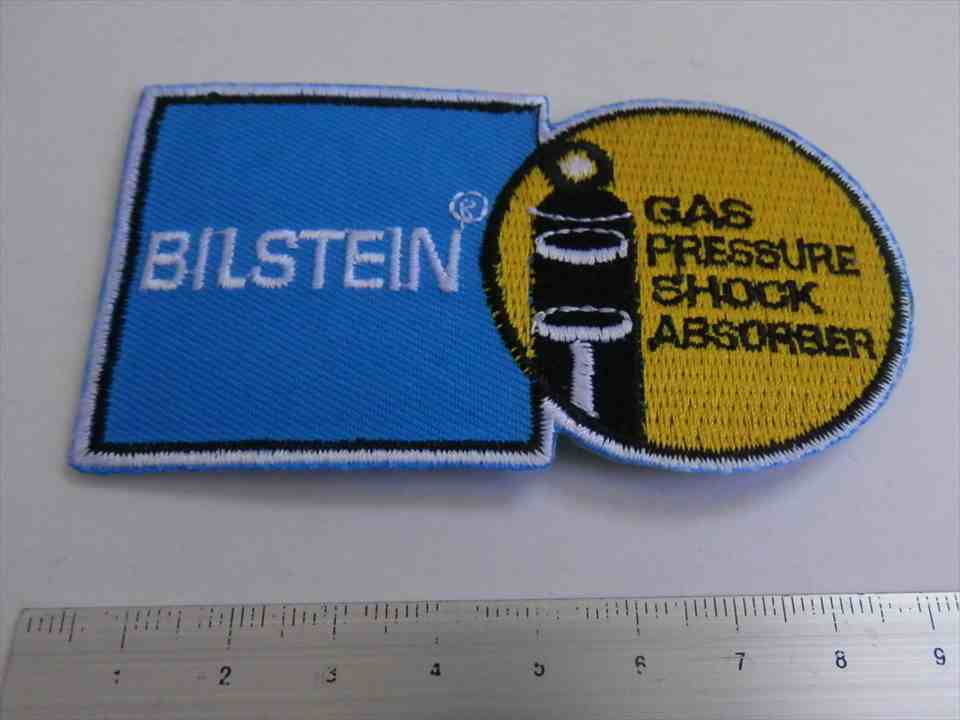 BILSTEIN®
GAS
PRESSURE
SHOCK
ABSORBER
1 2 3 4 5 6 7 8 9